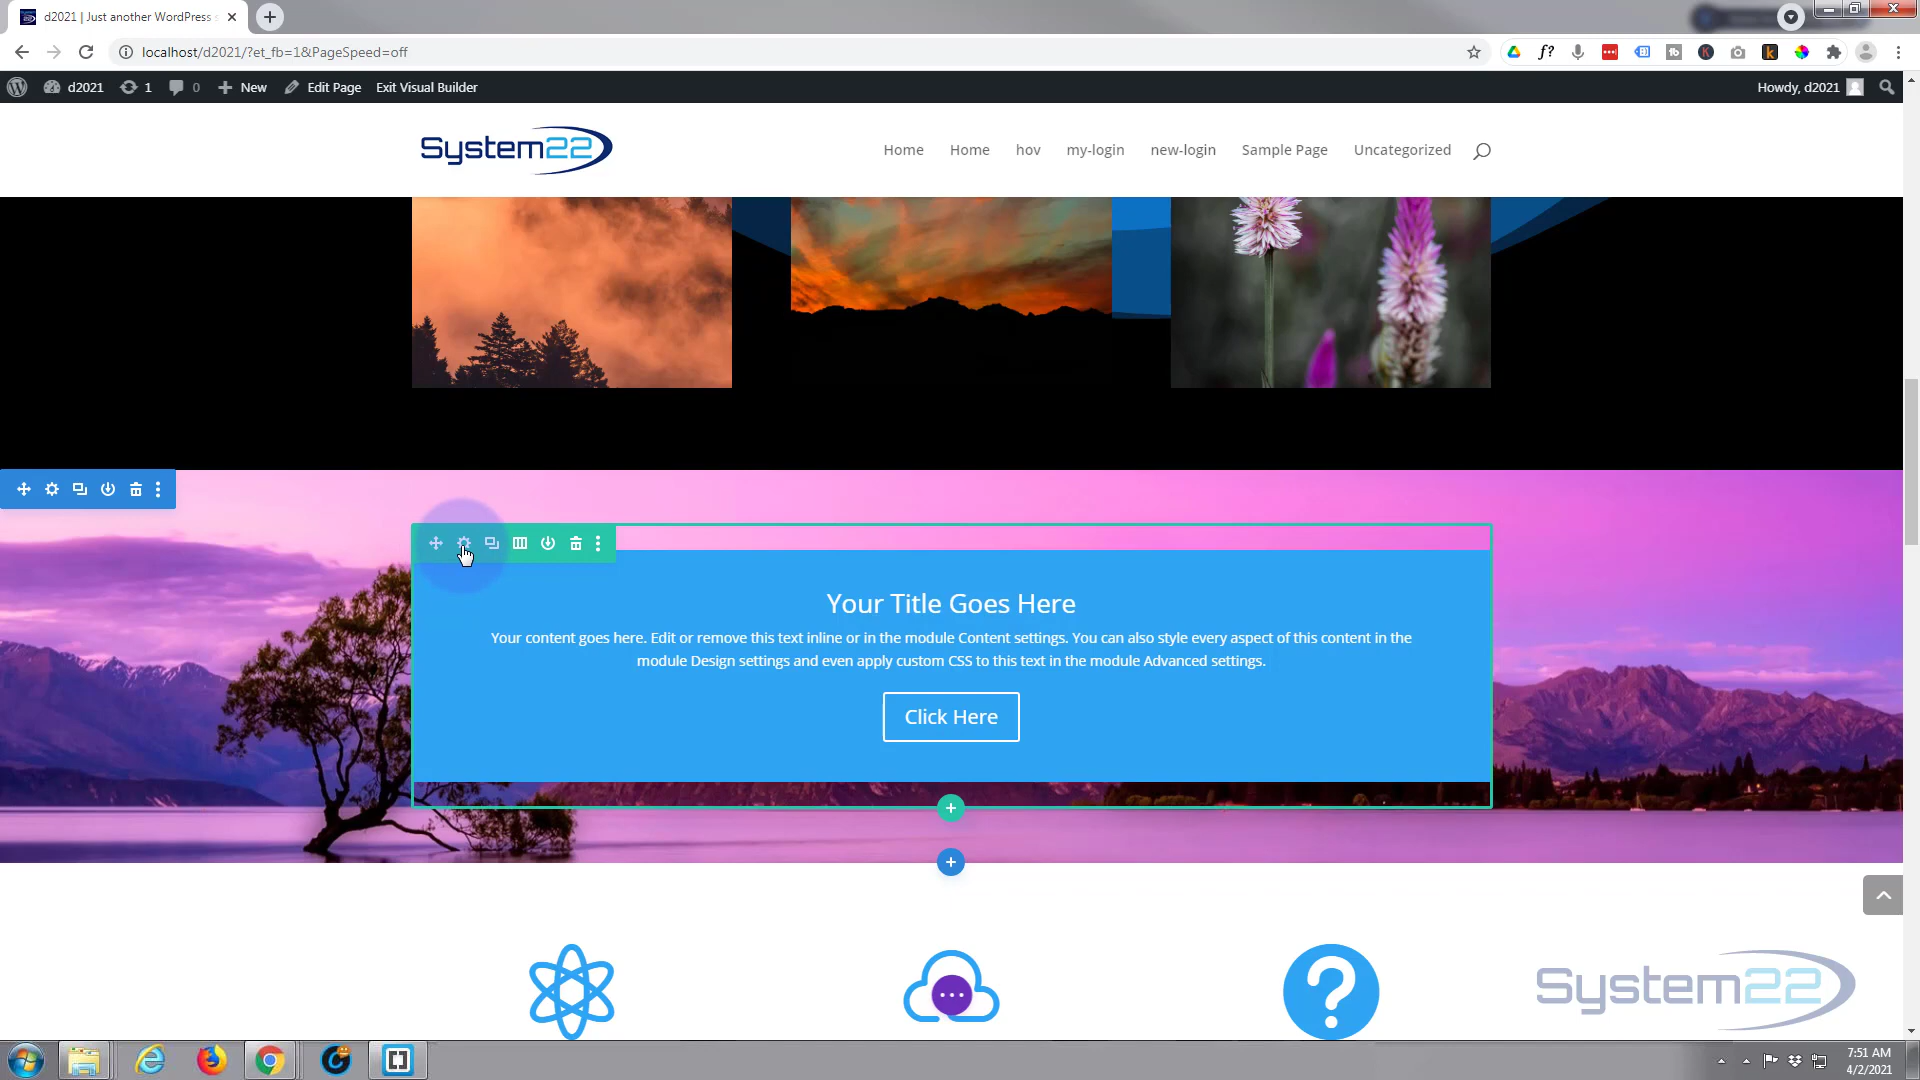 d2021 | Just another WordPress s
localhost/d2021/?et_fb=1&PageSpeed=off
d2021
1
0
New
Edit Page
Exit Visual Builder
Howdy, d2021
System22
Home
Home
hov
my-login
new-login
Sample Page
Uncategorized
Your Title Goes Here
Your content goes here. Edit or remove this text inline or in the module Content settings. You can also style every aspect of this content in the
module Design settings and even apply custom CSS to this text in the module Advanced settings.
Click Here
System22
7:51 AM
4/2/2021